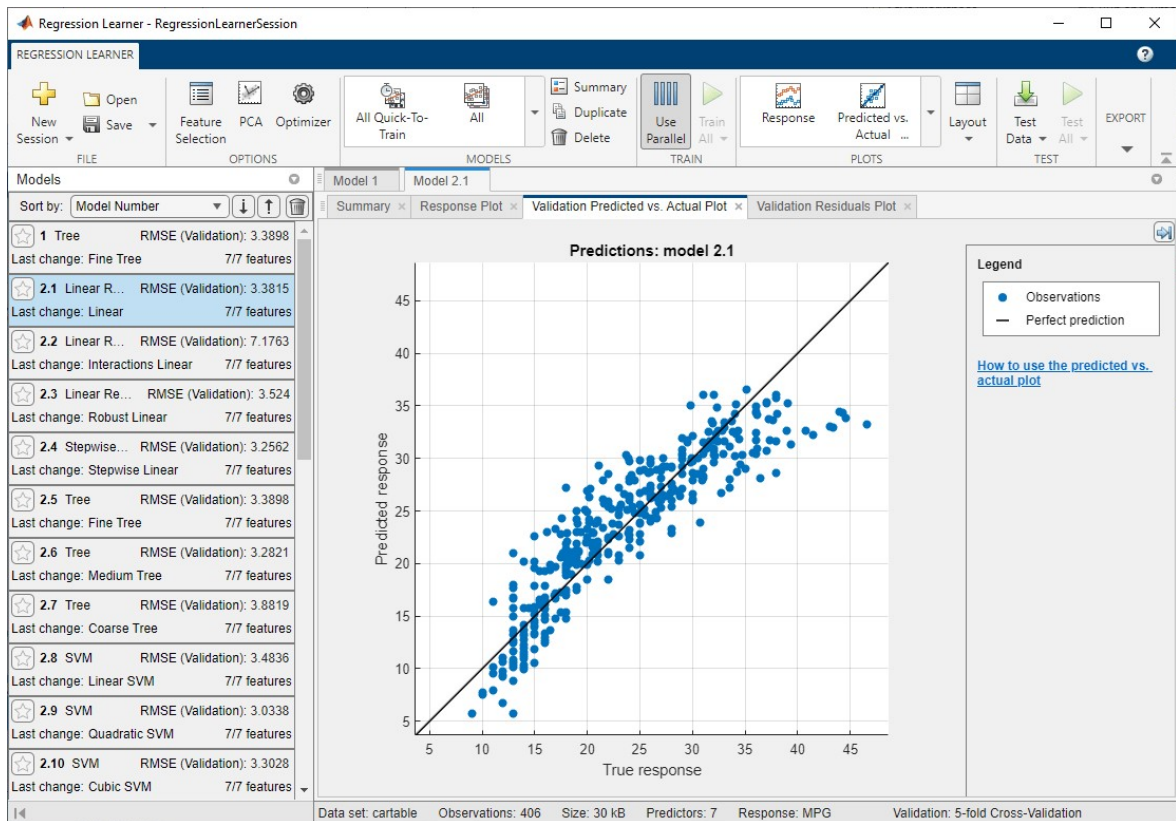 Regression Learner - RegressionLearnerSession
REGRESSION LEARNER
?
New Session
Open
Save
FILE
Feature Selection
PCA
Optimizer
OPTIONS
All Quick-To-Train
All
Summary
Duplicate
Delete
MODELS
Use Parallel
Train All
TRAIN
Response
Predicted vs. Actual ...
Layout
PLOTS
Test Data
Test All
TEST
EXPORT
Models
Sort by: Model Number
1 Tree RMSE (Validation): 3.3898
Last change: Fine Tree 7/7 features
2.1 Linear R... RMSE (Validation): 3.3815
Last change: Linear 7/7 features
2.2 Linear R... RMSE (Validation): 7.1763
Last change: Interactions Linear 7/7 features
2.3 Linear Re... RMSE (Validation): 3.524
Last change: Robust Linear 7/7 features
2.4 Stepwise... RMSE (Validation): 3.2562
Last change: Stepwise Linear 7/7 features
2.5 Tree RMSE (Validation): 3.3898
Last change: Fine Tree 7/7 features
2.6 Tree RMSE (Validation): 3.2821
Last change: Medium Tree 7/7 features
2.7 Tree RMSE (Validation): 3.8819
Last change: Coarse Tree 7/7 features
2.8 SVM RMSE (Validation): 3.4836
Last change: Linear SVM 7/7 features
2.9 SVM RMSE (Validation): 3.0338
Last change: Quadratic SVM 7/7 features
2.10 SVM RMSE (Validation): 3.3028
Last change: Cubic SVM 7/7 features
Model 1 Model 2.1
Summary Response Plot Validation Predicted vs. Actual Plot Validation Residuals Plot
Predictions: model 2.1
Predicted response
45
40
35
30
25
20
15
10
5
5 10 15 20 25 30 35 40 45
True response
Legend
Observations
Perfect prediction
How to use the predicted vs.
actual plot
Data set: cartable Observations: 406 Size: 30 kB Predictors: 7 Response: MPG Validation: 5-fold Cross-Validation